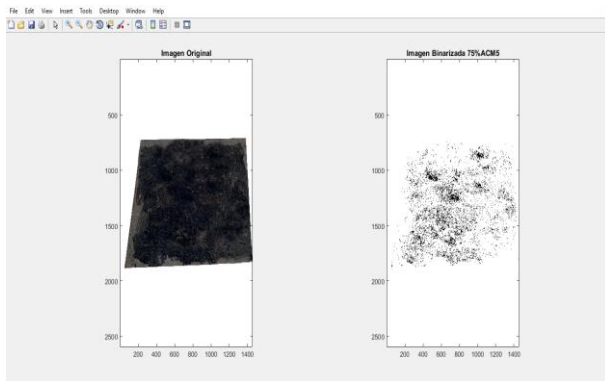 File Edit View Insert Tools Desktop Window Help
Imagen Original
500
1000
1500
2000
2500
200 400 600 800 1000 1200 1400
Imagen Binarizada 75%ACM5
500
1000
1500
2000
2500
200 400 600 800 1000 1200 1400